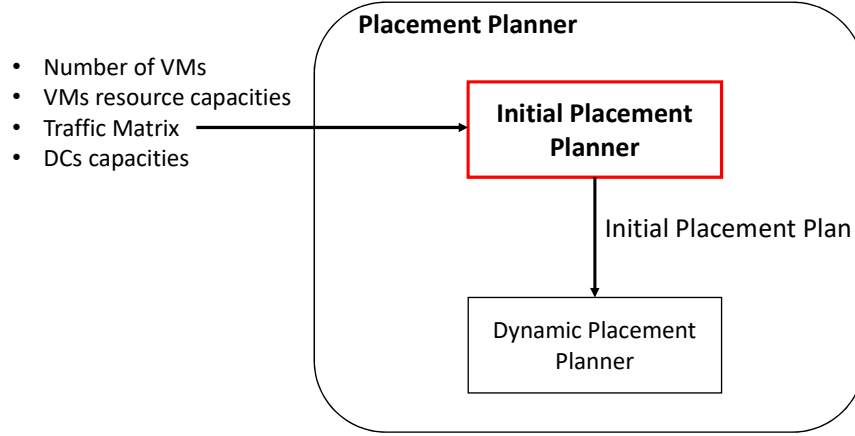 Placement Planner
• Number of VMs
• VMs resource capacities
• Traffic Matrix
• DCs capacities
Initial Placement
Planner
Initial Placement Plan
Dynamic Placement
Planner